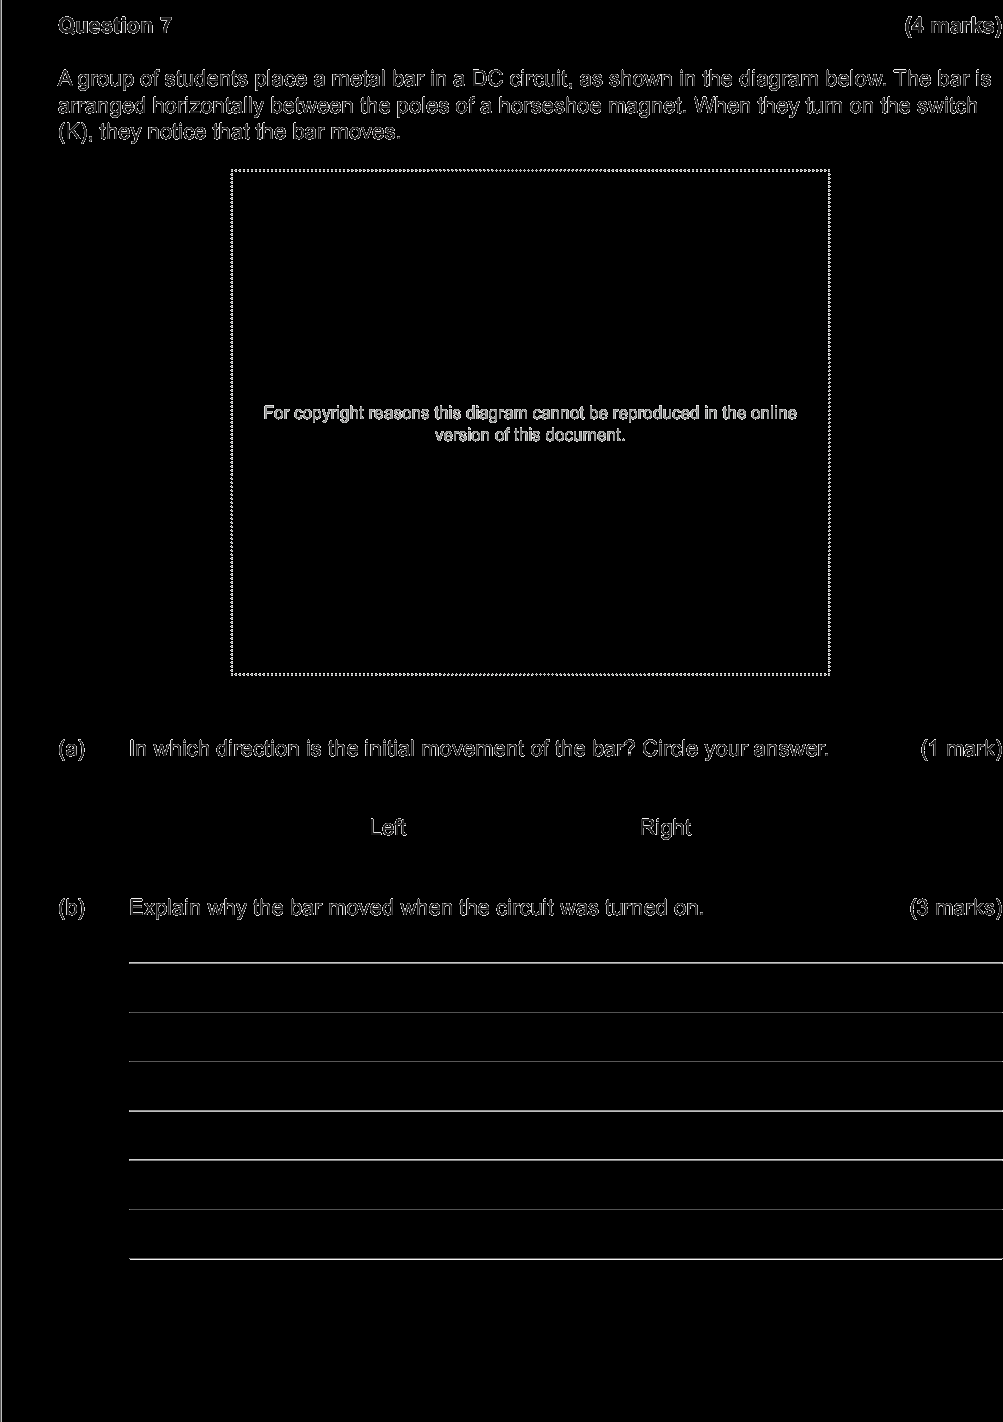 Question 7 (4 marks)
A group of students place a metal bar in a DC circuit, as shown in the diagram below. The bar is
arranged horizontally between the poles of a horseshoe magnet. When they turn on the switch
(K), they notice that the bar moves.
For copyright reasons this diagram cannot be reproduced in the online
version of this document.
(a) In which direction is the initial movement of the bar? Circle your answer. (1 mark)
Left Right
(b) Explain why the bar moved when the circuit was turned on. (3 marks)